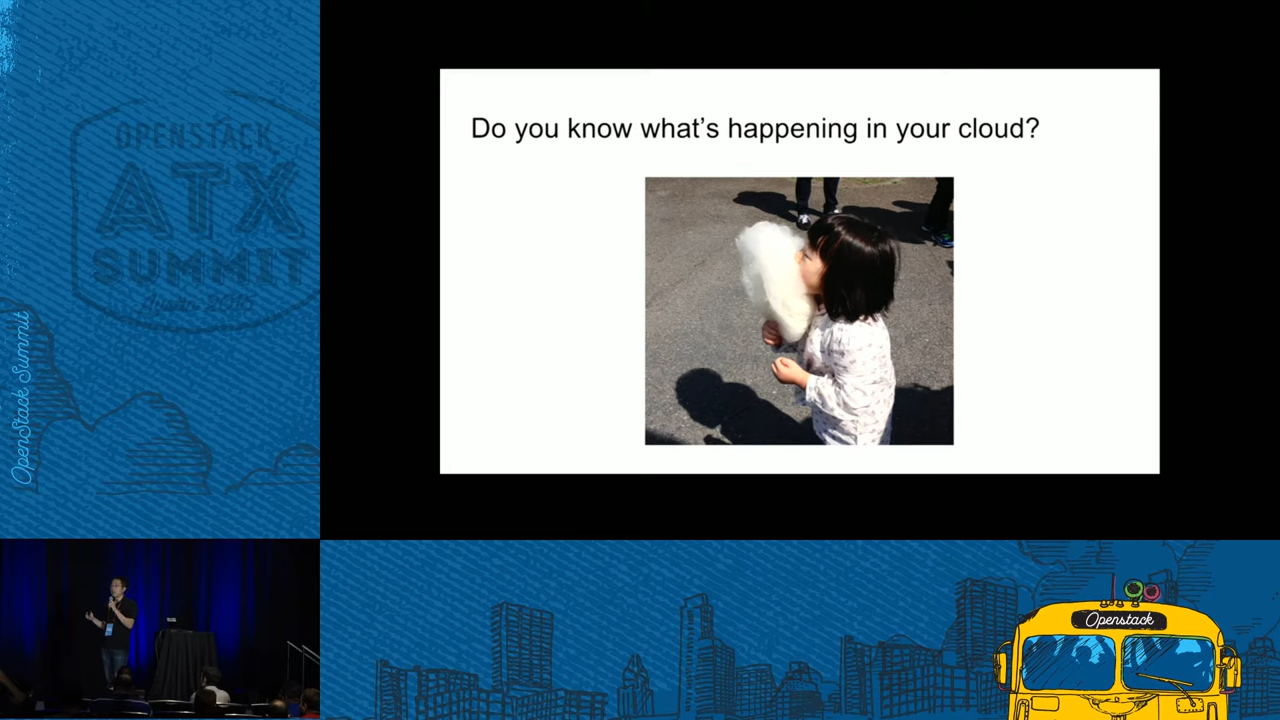 Do you know what's happening in your cloud?
OPENSTACK
ATX
SUMMIT
Austin 2016
OpenStack Summit
Openstack